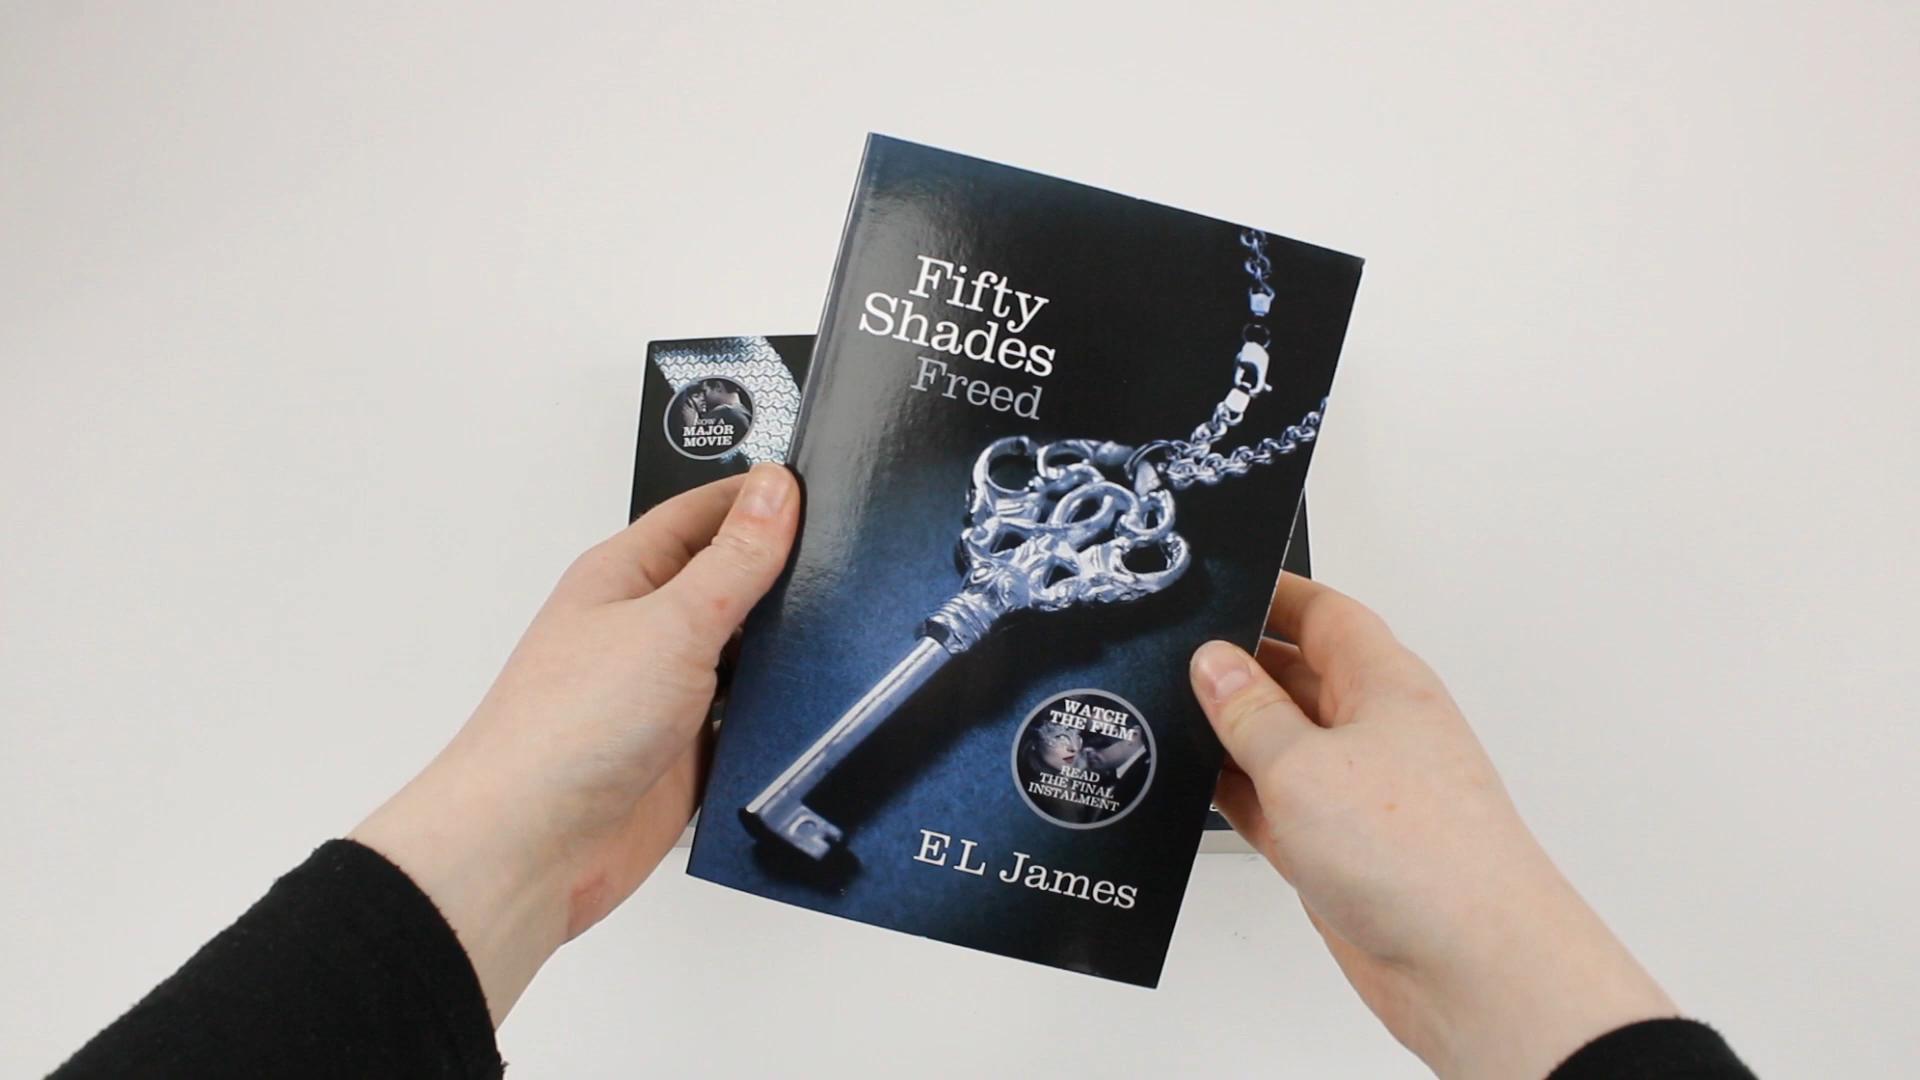 Fifty
Shades
Freed
NOW A
MAJOR
MOVIE
WATCH
THE FILM
READ
THE FINAL
INSTALMENT
E L James